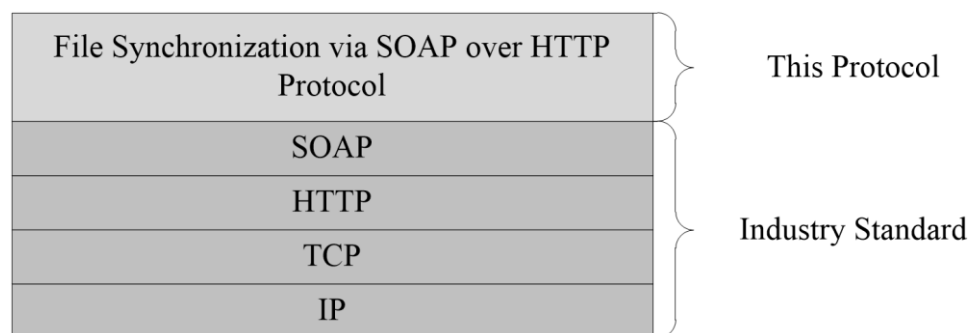 File Synchronization via SOAP over HTTP
Protocol
This Protocol
SOAP
HTTP
TCP
IP
Industry Standard